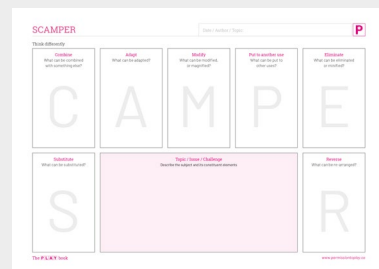 SCAMPER
Date / Author / Topic
P
Think differently
Combine
What can be combined
with something else?
C
Adapt
What can be adapted?
A
Modify
What can be modified
or magnified?
M
Put to another use
What can be put to
other uses?
P
Eliminate
What can be eliminated
or minified?
E
Substitute
What can be substituted?
S
Topic / Issue / Challenge
Describe the subject and its constituent elements
Reverse
What can be re-arranged?
R
The P.L.A.Y book